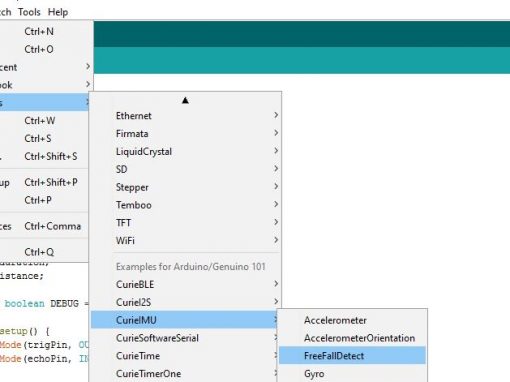 tch Tools Help
Ctrl+N
Ctrl+O
cent
ook
s
Ctrl+W
Ctrl+S
. Ctrl+Shift+S
up Ctrl+Shift+P
Ctrl+P
ces Ctrl+Comma
Ctrl+Q
Ethernet
Firmata
LiquidCrystal
SD
Stepper
Temboo
TFT
WiFi
Examples for Arduino/Genuino 101
CurieBLE
CurieI2S
CurieIMU
CurieSoftwareSerial
CurieTime
CurieTimerOne
Accelerometer
AccelerometerOrientation
FreeFallDetect
Gyro
duration,
istance;
boolean DEBUG =
setup() {
Mode(trigPin, OU
Mode(echoPin, IN